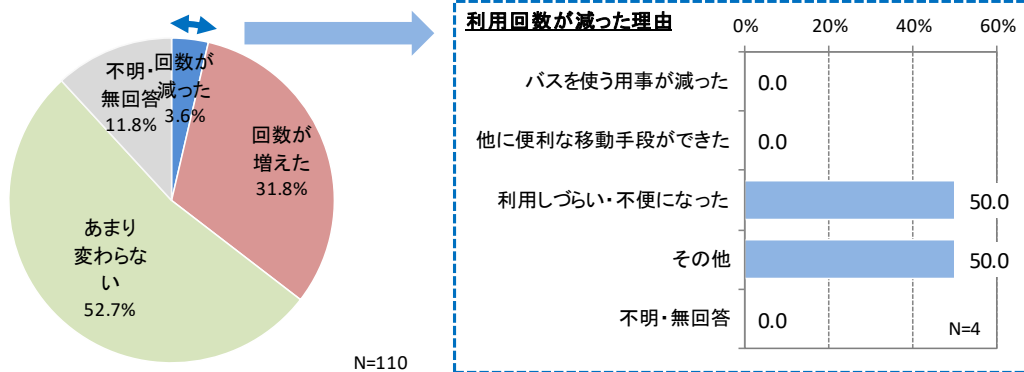 回数が
減った
3.6%
回数が
増えた
31.8%
あまり
変わらな
い
52.7%
不明・
無回答
11.8%
N=110
利用回数が減った理由
0% 20% 40% 60%
バスを使う用事が減った 0.0
他に便利な移動手段ができた 0.0
利用しづらい・不便になった 50.0
その他 50.0
不明・無回答 0.0
N=4